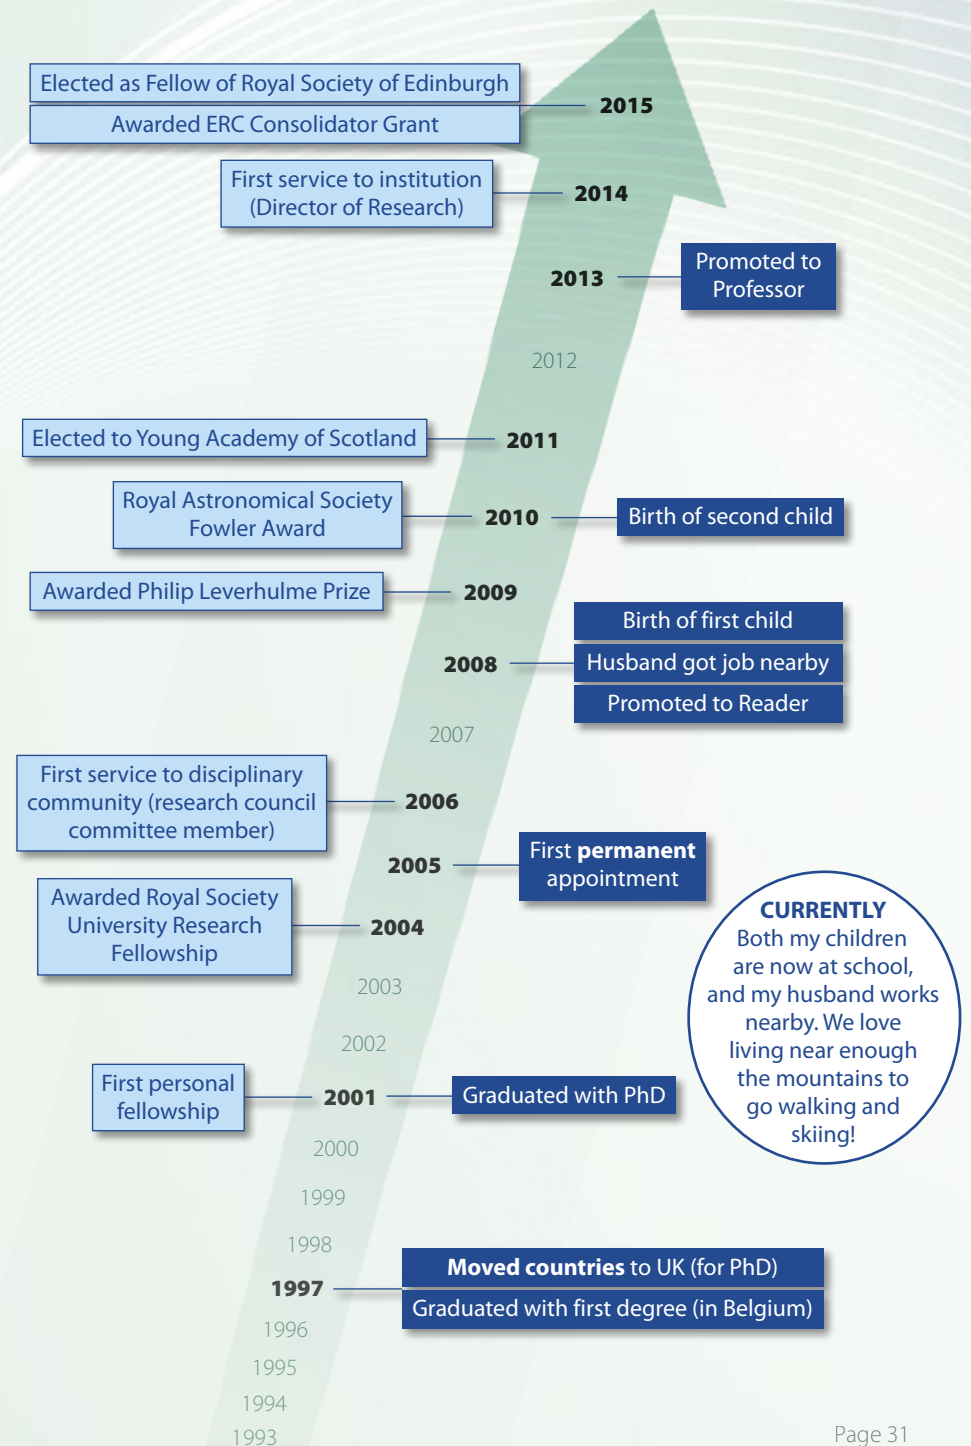 Elected as Fellow of Royal Society of Edinburgh
Awarded ERC Consolidator Grant
2015
First service to institution
(Director of Research)
2014
2013
Promoted to
Professor
2012
Elected to Young Academy of Scotland
2011
Royal Astronomical Society
Fowler Award
2010
Birth of second child
Awarded Philip Leverhulme Prize
2009
Birth of first child
2008
Husband got job nearby
Promoted to Reader
2007
First service to disciplinary
community (research council
committee member)
2006
2005
First permanent
appointment
Awarded Royal Society
University Research
Fellowship
2004
CURRENTLY
Both my children
are now at school,
and my husband works
nearby. We love
living near enough
the mountains to
go walking and
skiing!
2003
2002
First personal
fellowship
2001
Graduated with PhD
2000
1999
1998
1997
Moved countries to UK (for PhD)
Graduated with first degree (in Belgium)
1996
1995
1994
1993
Page 31